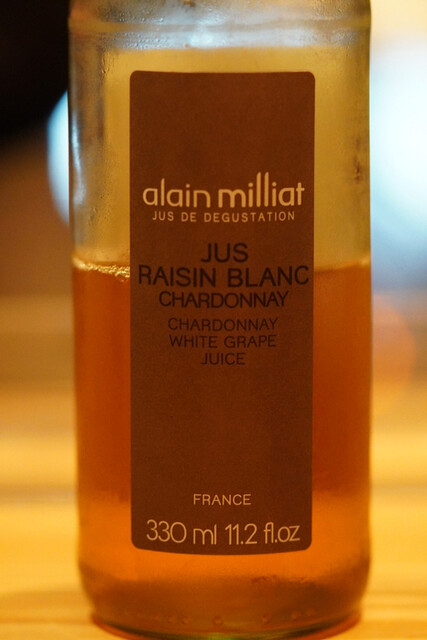 alain milliat
JUS DE DEGUSTATION
JUS
RAISIN BLANC
CHARDONNAY
CHARDONNAY
WHITE GRAPE
JUICE
FRANCE
330 ml 11.2 fl.oz